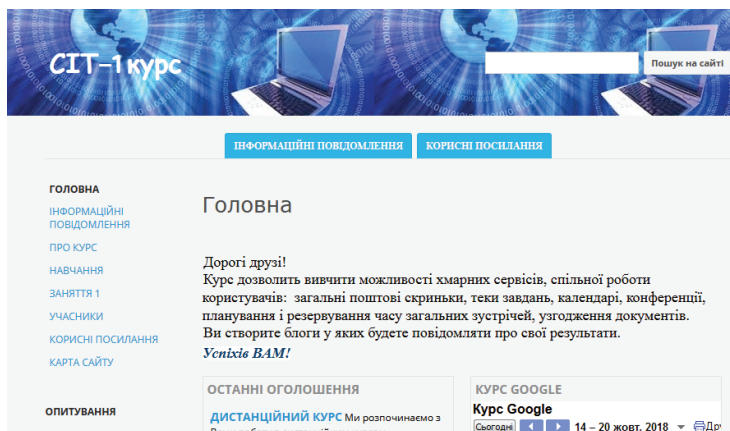 СІТ-1курс
Пошук на сайті
ІНФОРМАЦІЙНІ ПОВІДОМЛЕННЯ
КОРИСНІ ПОСИЛАННЯ
ГОЛОВНА
ІНФОРМАЦІЙНІ
ПОВІДОМЛЕННЯ
ПРО КУРС
НАВЧАННЯ
ЗАНЯТТЯ 1
УЧАСНИКИ
КОРИСНІ ПОСИЛАННЯ
КАРТА САЙТУ
ОПИТУВАННЯ
Головна
Дорогі друзі!
Курс дозволить вивчити можливості хмарних сервісів, спільної роботи
користувачів: загальні поштові скриньки, теки завдань, календарі, конференції,
планування і резервування часу загальних зустрічей, узгодження документів.
Ви створите блоги у яких будете повідомляти про свої результати.
Успіхів ВАМ!
ОСТАННІ ОГОЛОШЕННЯ
ДИСТАНЦІЙНИЙ КУРС Ми розпочинаємо з
КУРС GOOGLE
Курс Google
Сьогодні 14 – 20 жовт. 2018 Дру